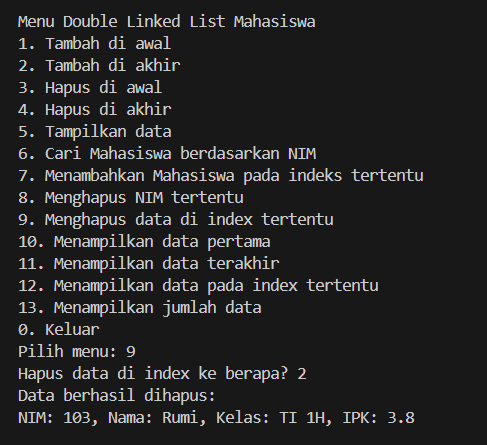 Menu Double Linked List Mahasiswa
1. Tambah di awal
2. Tambah di akhir
3. Hapus di awal
4. Hapus di akhir
5. Tampilkan data
6. Cari Mahasiswa berdasarkan NIM
7. Menambahkan Mahasiswa pada indeks tertentu
8. Menghapus NIM tertentu
9. Menghapus data di index tertentu
10. Menampilkan data pertama
11. Menampilkan data terakhir
12. Menampilkan data pada index tertentu
13. Menampilkan jumlah data
0. Keluar
Pilih menu: 9
Hapus data di index ke berapa? 2
Data berhasil dihapus:
NIM: 103, Nama: Rumi, Kelas: TI 1H, IPK: 3.8